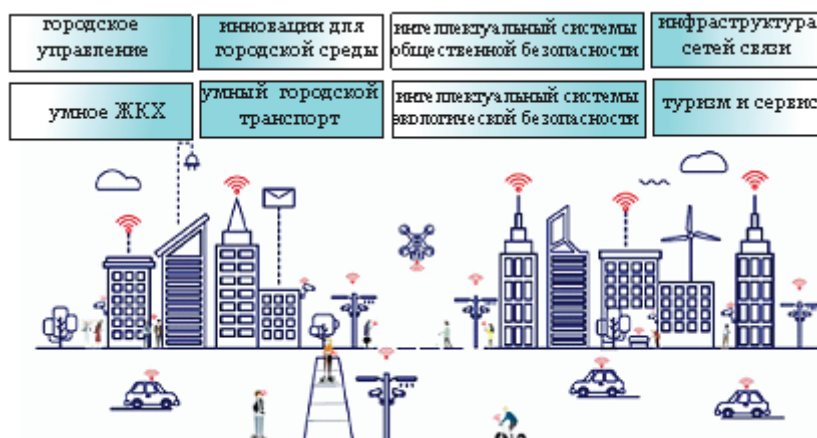 городское
управление
инновации для
городской среды
интеллектуальный системы
общественной безопасности
инфраструктура
сетей связи
умное ЖКХ
умный городской
транспорт
интеллектуальный системы
экологической безопасности
туризм и сервис